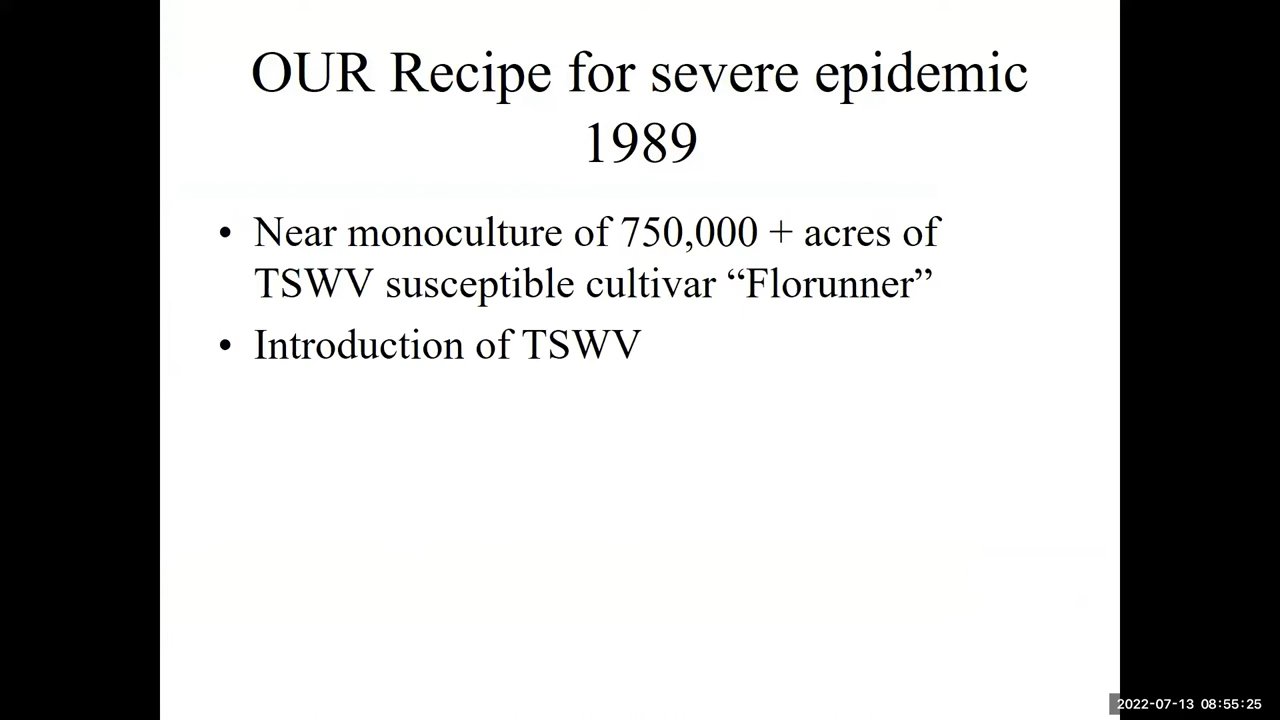 OUR Recipe for severe epidemic
1989
• Near monoculture of 750,000 + acres of
TSWV susceptible cultivar “Florunner”
• Introduction of TSWV
2022-07-13 08:55:25